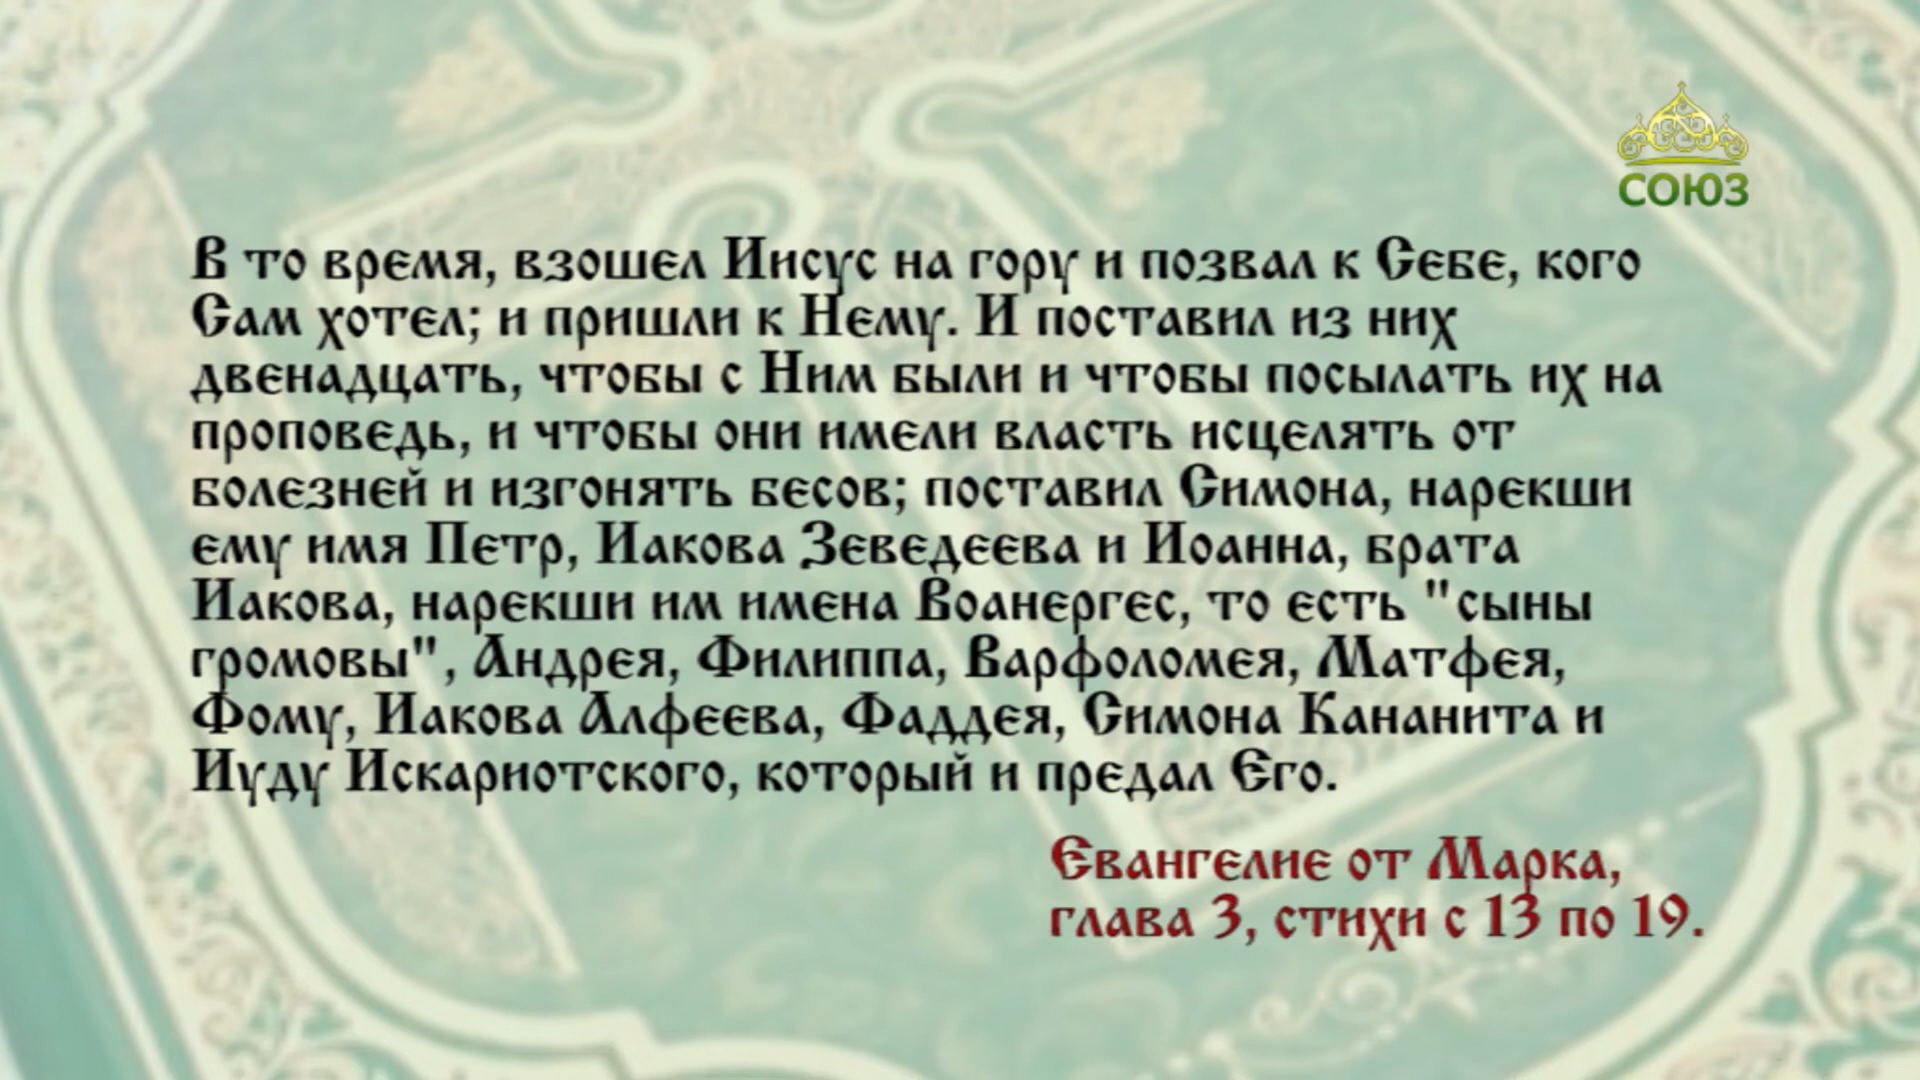 СОЮЗ
В то время, взошел Иисус на гору и позвал к Себе, кого
Сам хотел; и пришли к Нему. И поставил из них
двенадцать, чтобы с Ним были и чтобы посылать их на
проповедь, и чтобы они имели власть исцелять от
болезней и изгонять бесов; поставил Симона, нарекши
ему имя Петр, Иакова Зеведеева и Иоанна, брата
Иакова, нарекши им имена Воанергес, то есть "сыны
громовы", Андрея, Филиппа, Варфоломея, Матфея,
Фому, Иакова Алфеева, Фаддея, Симона Кананита и
Иуду Искариотского, который и предал Его.
Евангелие от Марка,
глава 3, стихи с 13 по 19.